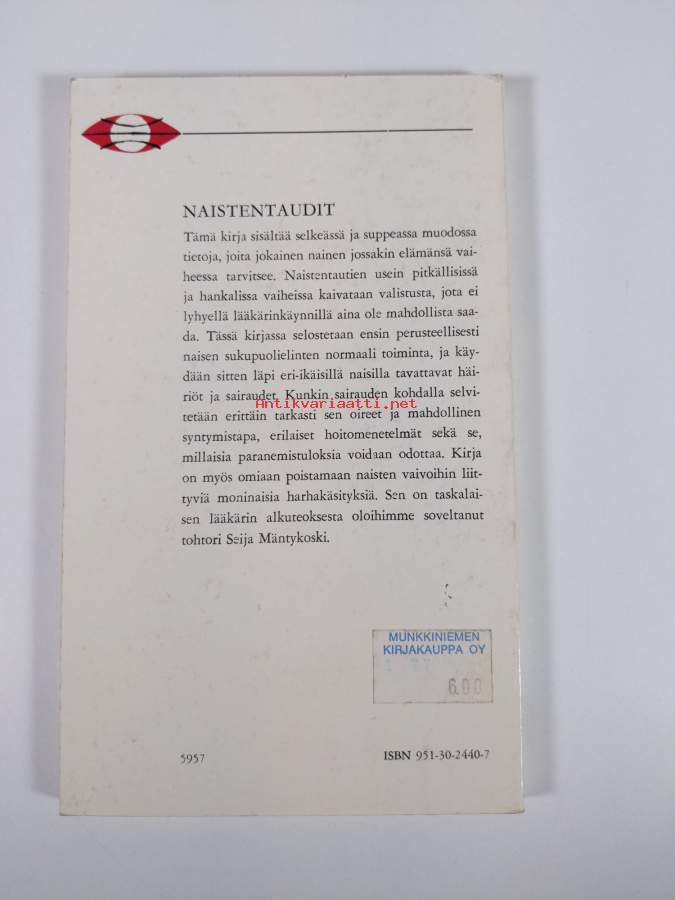 NAISTENTAUDIT
Tämä kirja sisältää selkeässä ja suppeassa muodossa
tietoja, joita jokainen nainen jossakin elämänsä vai-
heessa tarvitsee. Naistentautien usein pitkällisissä
ja hankalissa vaiheissa kaivataan valistusta, jota ei
lyhyellä lääkärinkäynnillä aina ole mahdollista saa-
da. Tässä kirjassa selostetaan ensin perusteellisesti
naisen sukupuolielinten normaali toiminta, ja käy-
dään sitten läpi eri-ikäisillä naisilla tavattavat häi-
riöt ja sairaudet. Kunkin sairauden kohdalla selvi-
Antikvariaatti.net
tetään erittäin tarkasti sen oireet ja mahdollinen
syntymistapa, erilaiset hoitomenetelmät sekä se,
millaisia paranemistuloksia voidaan odottaa. Kirja
on myös omiaan poistamaan naisten vaivoihin liit-
tyviä moninaisia harhakäsityksiä. Sen on taskalai-
sen lääkärin alkuteoksesta oloihimme soveltanut
tohtori Seija Mäntykoski.
MUNKKINIEMEN
KIRJAKAUPPA OY
6.00
5957
ISBN 951-30-2440-7